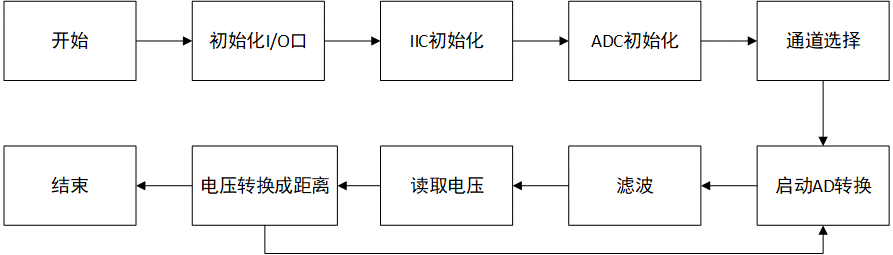 开始
初始化I/O口
IIC初始化
ADC初始化
通道选择
结束
电压转换成距离
读取电压
滤波
启动AD转换